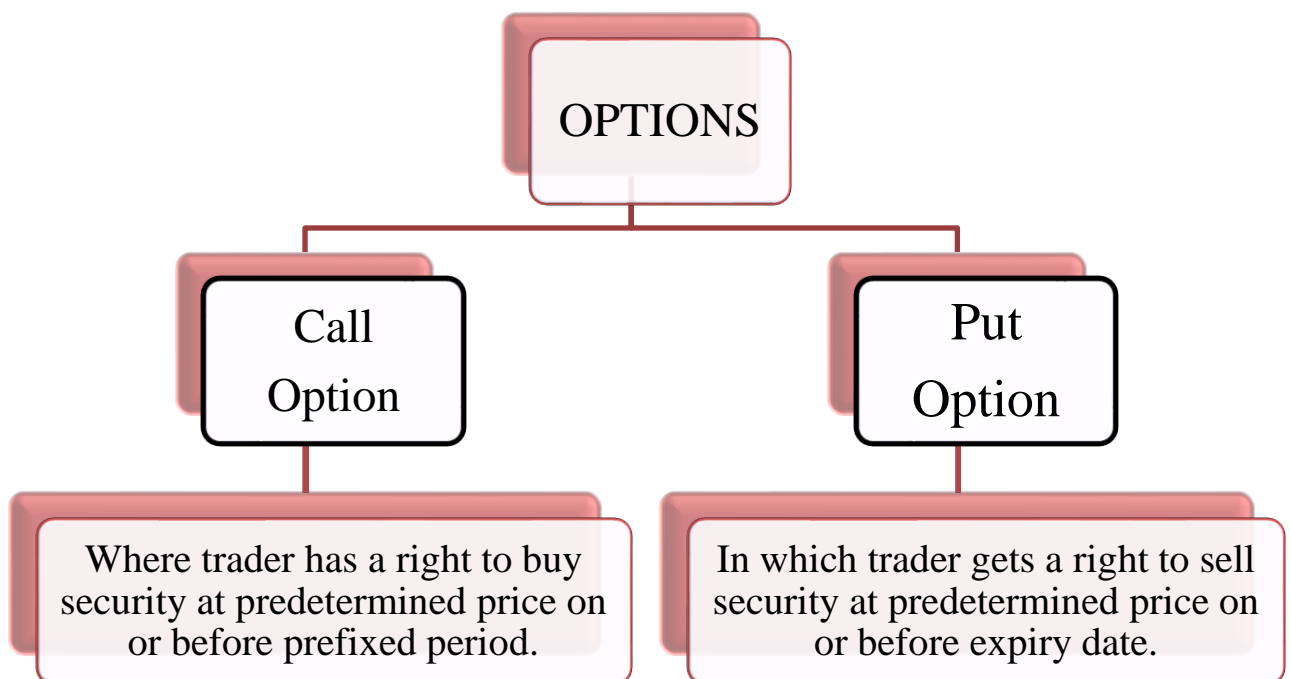 OPTIONS
Call
Option
Put
Option
Where trader has a right to buy
security at predetermined price on
or before prefixed period.
In which trader gets a right to sell
security at predetermined price on
or before expiry date.